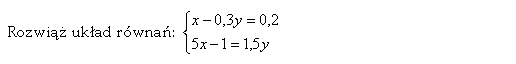 Rozwiąż układ równań: { x − 0,3y = 0,2
5x − 1 = 1,5y